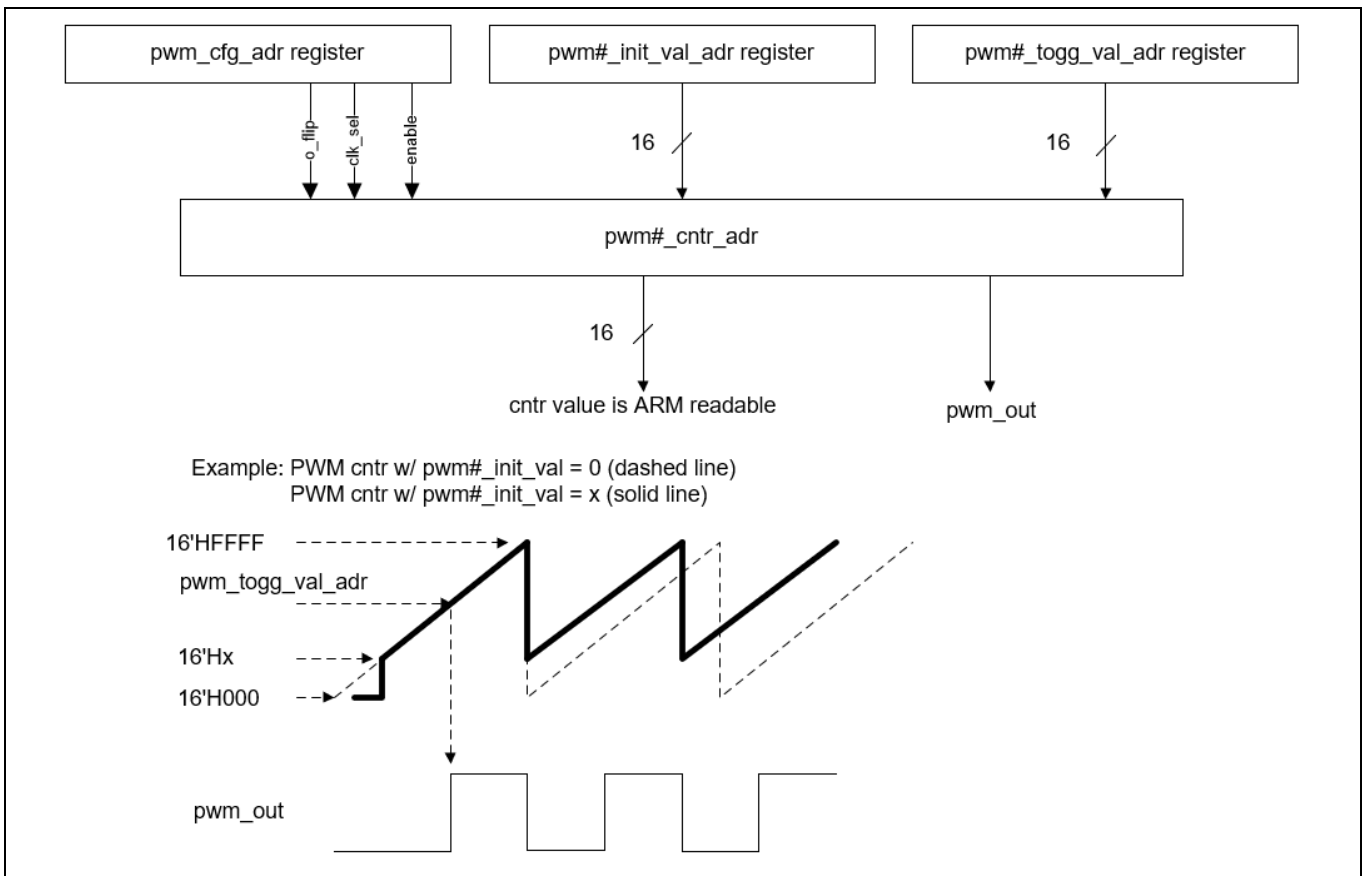 pwm_cfg_adr register
pwm#_init_val_adr register
pwm#_togg_val_adr register
o_flip
clk_sel
enable
16
16
pwm#_cntr_adr
16
cntr value is ARM readable
pwm_out
Example: PWM cntr w/ pwm#_init_val = 0 (dashed line)
PWM cntr w/ pwm#_init_val = x (solid line)
16'HFFFF
pwm_togg_val_adr
16'Hx
16'H000
pwm_out